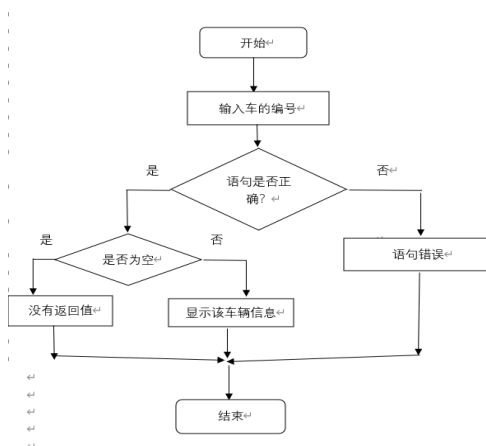 开始
输入车的编号
是
语句是否正
确？
否
是
是否为空
否
语句错误
没有返回值
显示该车辆信息
结束